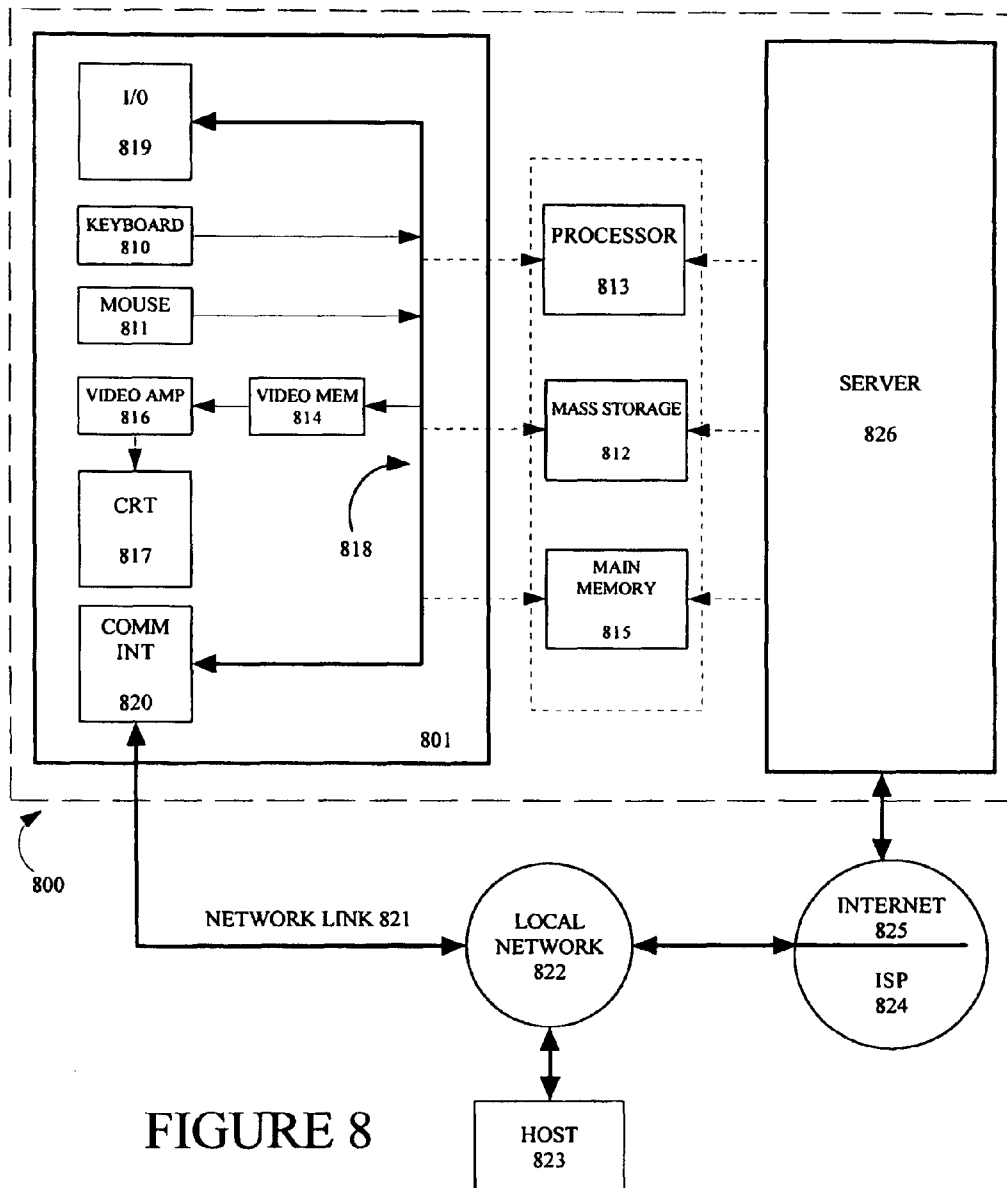 I/0
819
KEYBOARD
810
MOUSE
811
VIDEO AMP
816
VIDEO MEM
814
CRT
817
818
COMM
INT
820
801
PROCESSOR
813
MASS STORAGE
812
MAIN
MEMORY
815
SERVER
826
800
NETWORK LINK 821
LOCAL
NETWORK
822
INTERNET
825
ISP
824
HOST
823
FIGURE 8